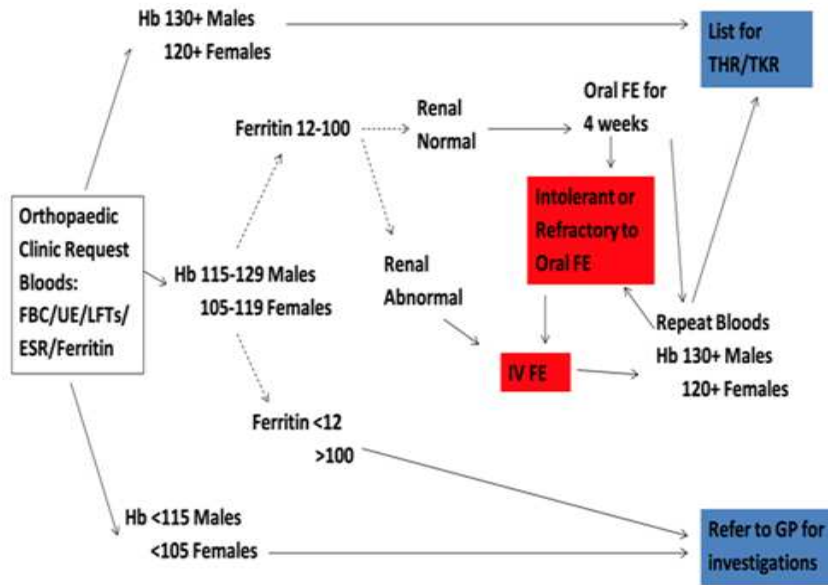 Hb 130+ Males
120+ Females
List for
THR/TKR
Ferritin 12-100
Renal
Normal
Oral FE for
4 weeks
Orthopaedic
Clinic Request
Bloods:
FBC/UE/LFTs/
ESR/Ferritin
Hb 115-129 Males
105-119 Females
Renal
Abnormal
Intolerant or
Refractory to
Oral FE
IV FE
Repeat Bloods
Hb 130+ Males
120+ Females
Ferritin <12
>100
Hb <115 Males
<105 Females
Refer to GP for
investigations